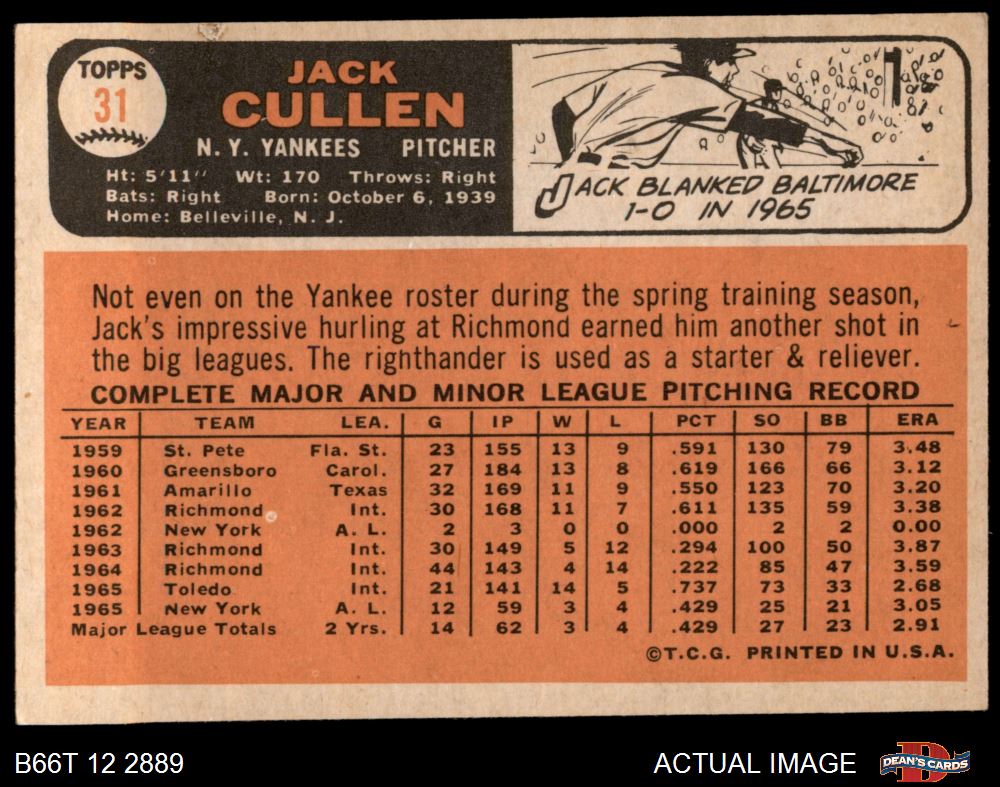 TOPPS
31
JACK
CULLEN
N. Y. YANKEES PITCHER
Ht: 5'11" Wt: 170 Throws: Right
Bats: Right Born: October 6, 1939
Home: Belleville, N. J.
JACK BLANKED BALTIMORE
1-0 IN 1965
Not even on the Yankee roster during the spring training season,
Jack's impressive hurling at Richmond earned him another shot in
the big leagues. The righthander is used as a starter & reliever.
COMPLETE MAJOR AND MINOR LEAGUE PITCHING RECORD
YEAR TEAM LEA. G IP W L PCT SO BB ERA
1959 St. Pete Fla. St. 23 155 13 9 .591 130 79 3.48
1960 Greensboro Carol. 27 184 13 8 .619 166 66 3.12
1961 Amarillo Texas 32 169 11 9 .550 123 70 3.20
1962 Richmond Int. 30 168 11 7 .611 135 59 3.38
1962 New York A. L. 2 3 0 0 .000 2 2 0.00
1963 Richmond Int. 30 149 5 12 .294 100 50 3.87
1964 Richmond Int. 44 143 4 14 .222 85 47 3.59
1965 Toledo Int. 21 141 14 5 .737 73 33 2.68
1965 New York A. L. 12 59 3 4 .429 25 21 3.05
Major League Totals 2 Yrs. 14 62 3 4 .429 27 23 2.91
©T.C.G. PRINTED IN U.S.A.
B66T 12 2889 ACTUAL IMAGE DEAN'S CARDS